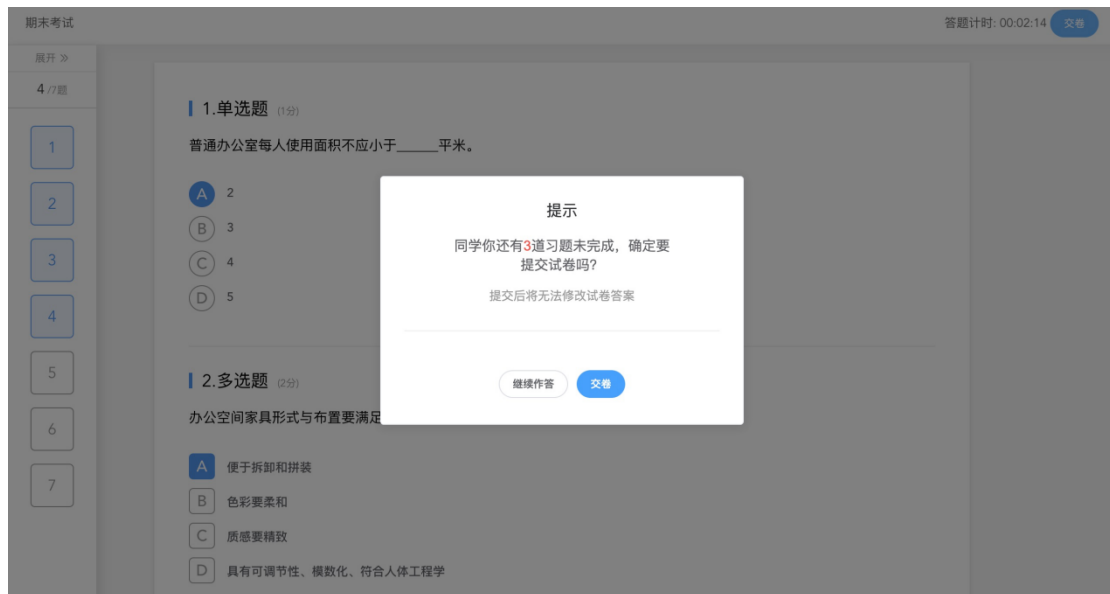 期末考试
答题计时: 00:02:14 交卷
展开 »
4 /7题
1
2
3
4
5
6
7
1.单选题 (1分)
普通办公室每人使用面积不应小于_____平米。
A 2
B 3
C 4
D 5
2.多选题 (2分)
办公空间家具形式与布置要满足
A 便于拆卸和拼装
B 色彩要柔和
C 质感要精致
D 具有可调节性、模数化、符合人体工程学
提示
同学你还有3道习题未完成，确定要
提交试卷吗?
提交后将无法修改试卷答案
继续作答 交卷